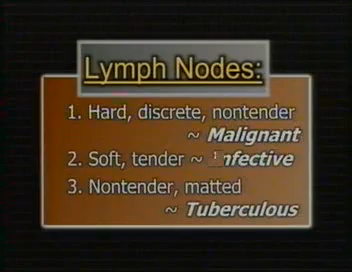 Lymph Nodes:
1. Hard, discrete, nontender
~ Malignant
2. Soft, tender ~
3. Nontender, matted
~ Tuberculous